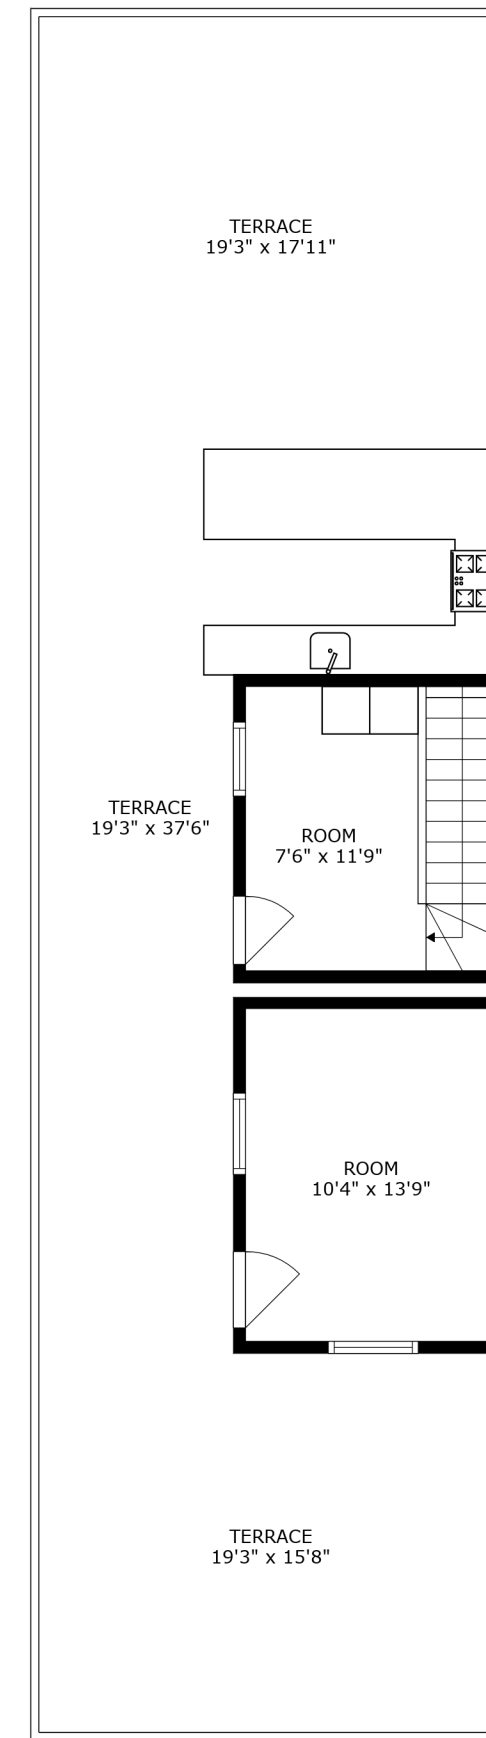 TERRACE
19'3" x 17'11"
TERRACE
19'3" x 37'6"
ROOM
7'6" x 11'9"
ROOM
10'4" x 13'9"
TERRACE
19'3" x 15'8"